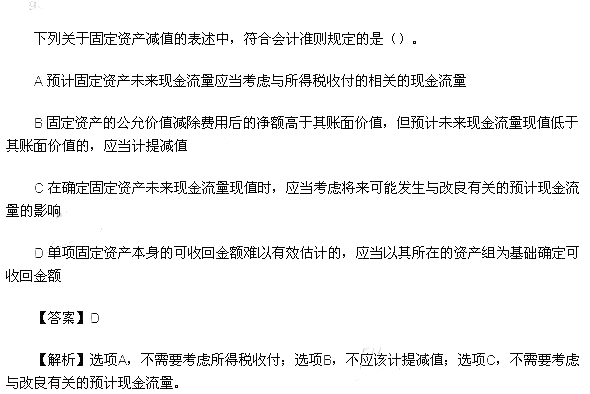 下列关于固定资产减值的表述中，符合会计准则规定的是（）。
A 预计固定资产未来现金流量应当考虑与所得税收付的相关的现金流量
B 固定资产的公允价值减除费用后的净额高于其账面价值，但预计未来现金流量现值低于
其账面价值的，应当计提减值
C 在确定固定资产未来现金流量现值时，应当考虑将来可能发生与改良有关的预计现金流
量的影响
D 单项固定资产本身的可收回金额难以有效估计的，应当以其所在的资产组为基础确定可
收回金额
【答案】D
【解析】选项A，不需要考虑所得税收付；选项B，不应该计提减值；选项C，不需要考虑
与改良有关的预计现金流量。